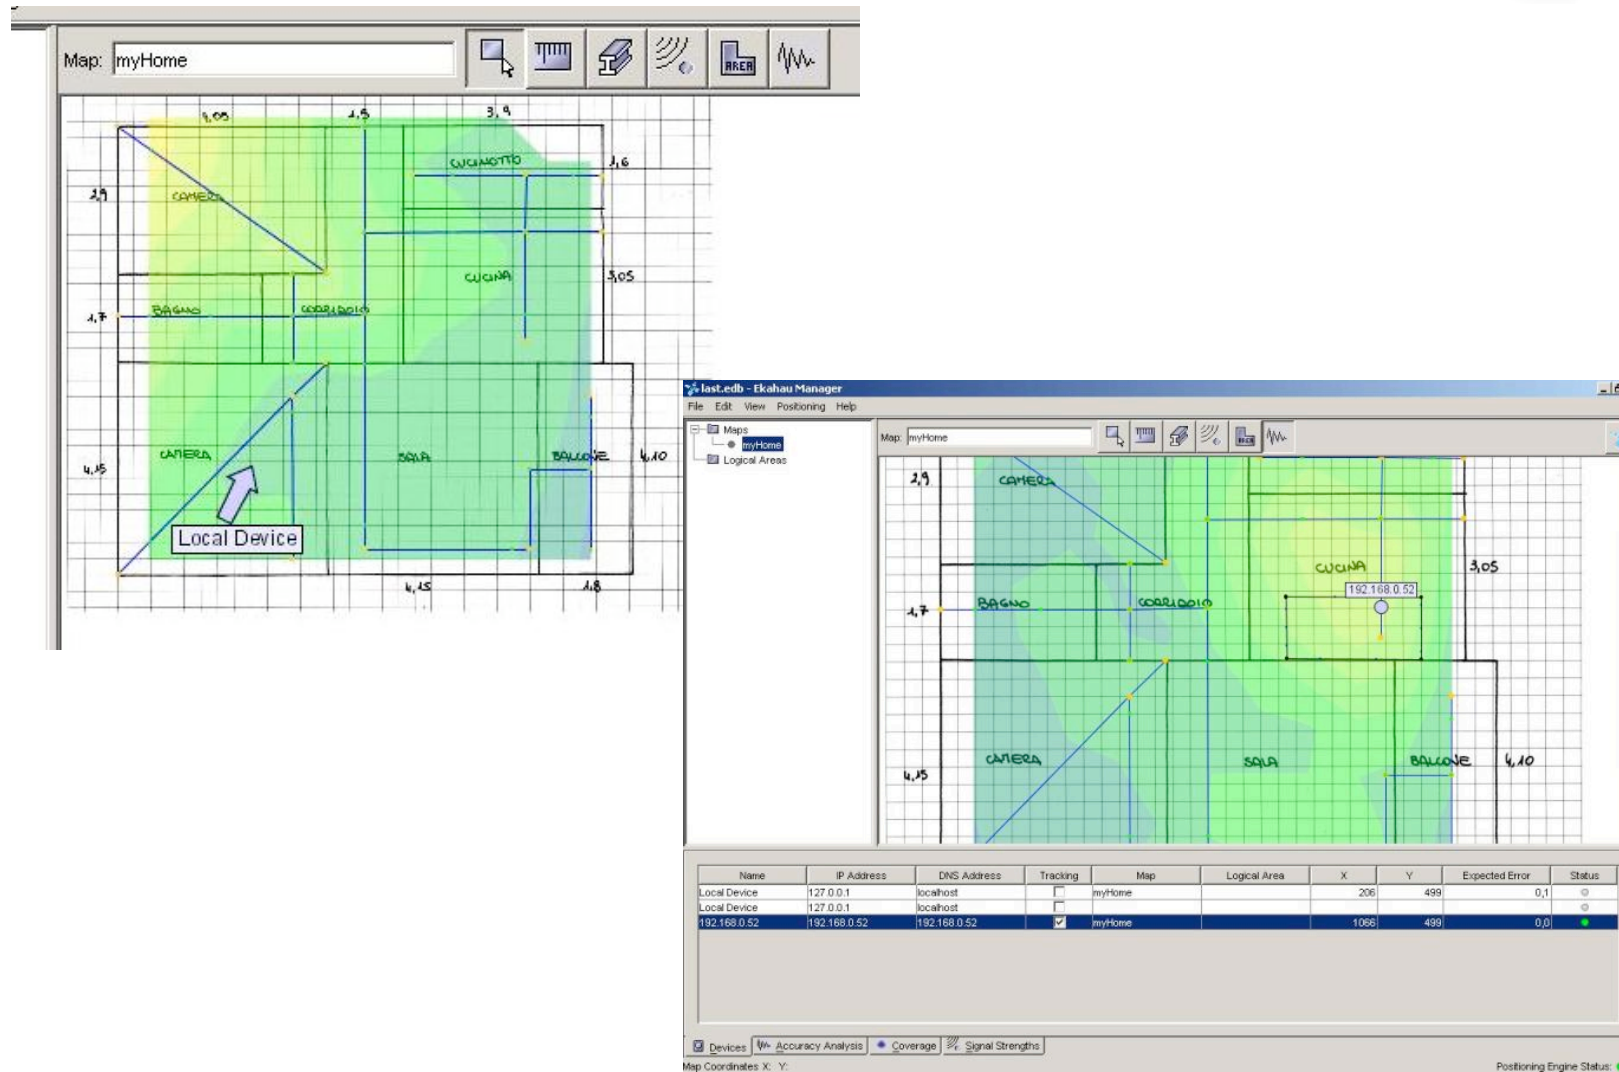 Map: myHome
AREA
4,05 1,5 3,9
CUCINOTTO
1,6
2,9
CAMERA
CUCINA
3,05
BAGNO
CORRIDOIO
1,7
CAMERA
SALA
BALCONE
4,15
4,10
Local Device
4,15
1.8
last.edb - Ekahau Manager
File Edit View Positioning Help
Maps
myHome
Logical Areas
Map: myHome
2,9
CAMERA
CUCINA
3,05
192.168.0.52
BAGNO
CORRIDOIO
1,7
CAMERA
SALA
BALCONE
4,15
4,10
Name IP Address DNS Address Tracking Map Logical Area X Y Expected Error Status
Local Device 127.0.0.1 localhost myHome 206 499 0,1
Local Device 127.0.0.1 localhost
192.168.0.52 192.168.0.52 192.168.0.52 myHome 1066 499 0,0
Devices Accuracy Analysis Coverage Signal Strengths
Map Coordinates X: Y:
Positioning Engine Status: